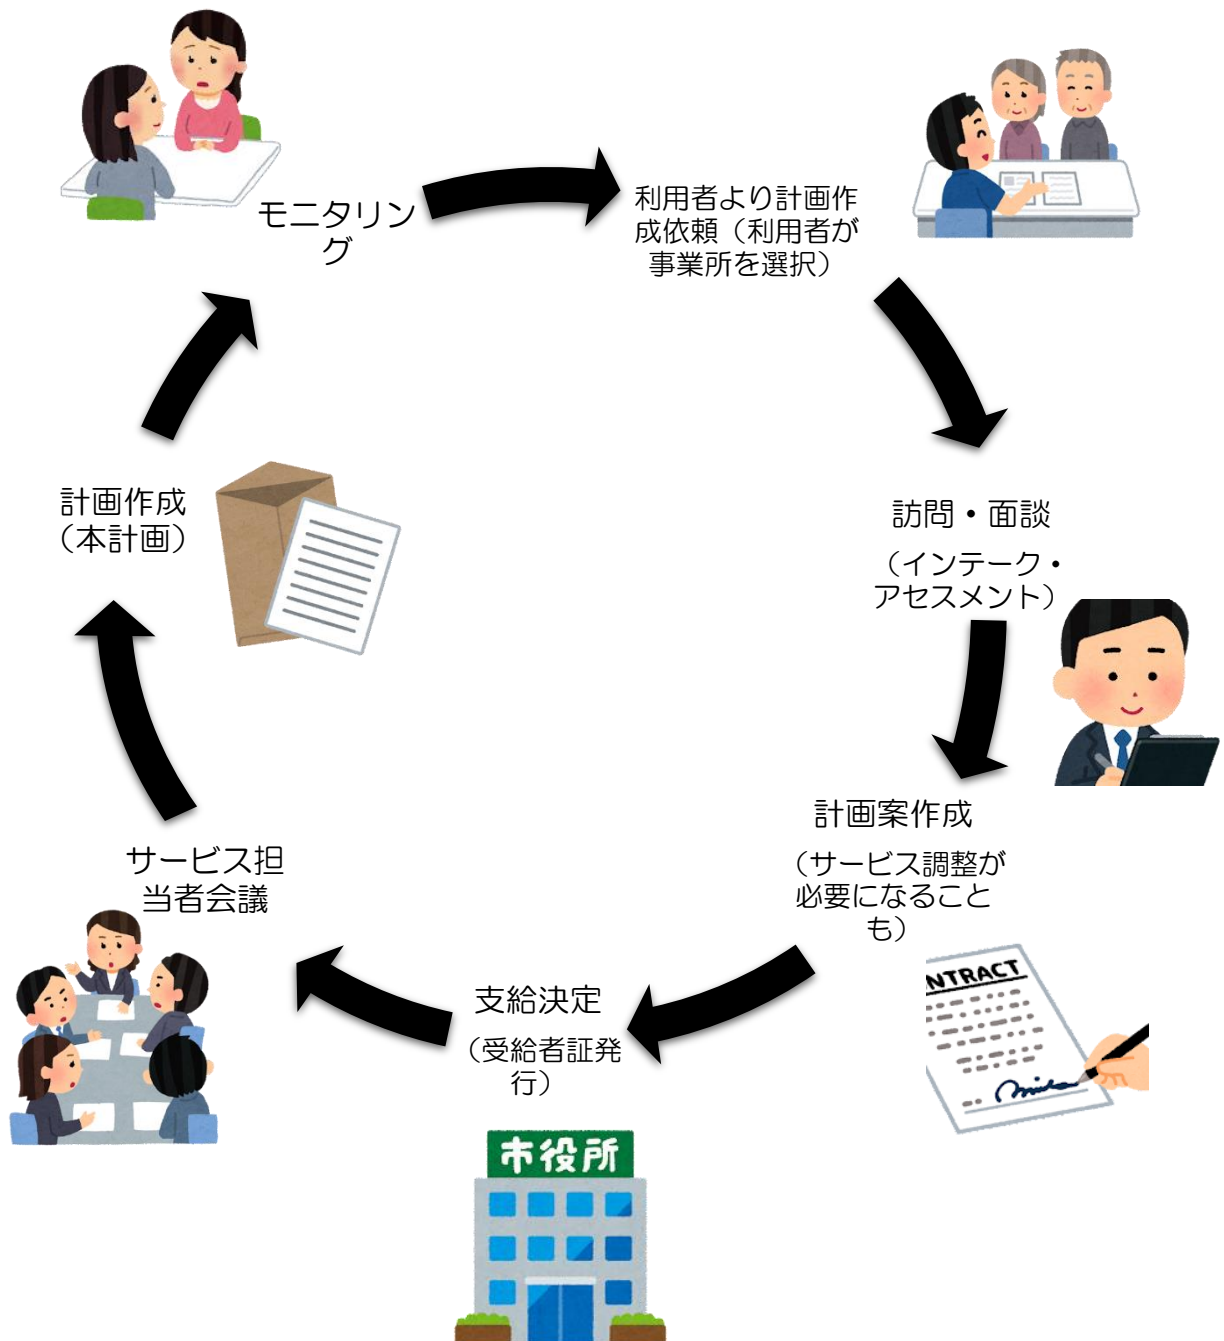 利用者より計画作
成依頼（利用者が
事業所を選択）
訪問・面談
（インテーク・
アセスメント）
計画案作成
（サービス調整が
必要になること
も）
NTRACT
支給決定
（受給者証発
行）
市役所
サービス担
当者会議
計画作成
（本計画）
モニタリン
グ